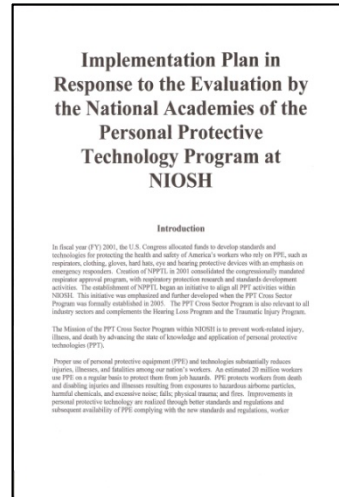 Implementation Plan in
Response to the Evaluation by
the National Academies of the
Personal Protective
Technology Program at
NIOSH
Introduction
In fiscal year (FY) 2001, the U.S. Congress allocated funds to develop standards and
technologies for protecting the health and safety of America's workers who rely on PPE, such as
respirators, clothing, gloves, hard hats, eye and hearing protective devices with an emphasis on
emergency responders. Creation of NPPTL in 2001 consolidated the congressionally mandated
respirator approval program, with respiratory protection research and standards development
activities. The establishment of NPPTL began an initiative to align all PPT activities within
NIOSH. This initiative was emphasized and further developed when the PPT Cross Sector
Program was formally established in 2005. The PPT Cross Sector Program is also relevant to all
industry sectors and complements the Hearing Loss Program and the Traumatic Injury Program.
The Mission of the PPT Cross Sector Program within NIOSH is to prevent work-related injury,
illness, and death by advancing the state of knowledge and application of personal protective
technologies (PPT).
Proper use of personal protective equipment (PPE) and technologies substantially reduces
injuries, illnesses, and fatalities among our nation's workers. An estimated 20 million workers
use PPE on a regular basis to protect them from job hazards. PPE protects workers from death
and disabling injuries and illnesses resulting from exposures to hazardous airborne particles,
harmful chemicals, and excessive noise; falls; physical trauma; and fires. Improvements in
personal protective technology are realized through better standards and regulations and
subsequent availability of PPE complying with the new standards and regulations, worker